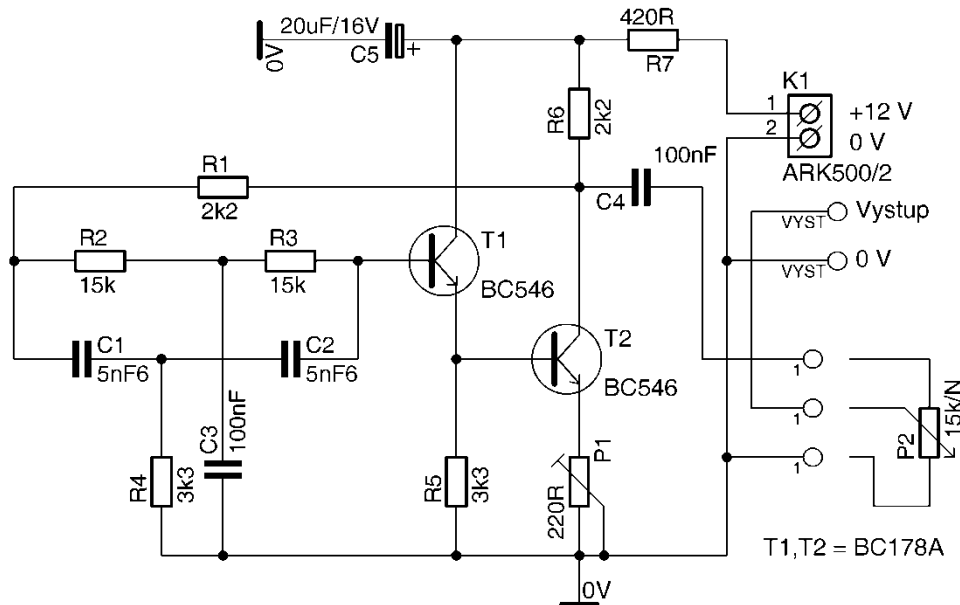 20uF/16V
C5
+
0V
420R
R7
K1
1
2
+12 V
0 V
ARK500/2
R6
2k2
100nF
C4
R1
2k2
Vystup
VYST
0 V
VYST
R2
15k
R3
15k
T1
BC546
C1
5nF6
C2
5nF6
T2
BC546
C3
100nF
R4
3k3
R5
3k3
P1
220R
1
1
1
P2
15k/N
T1,T2 = BC178A
0V